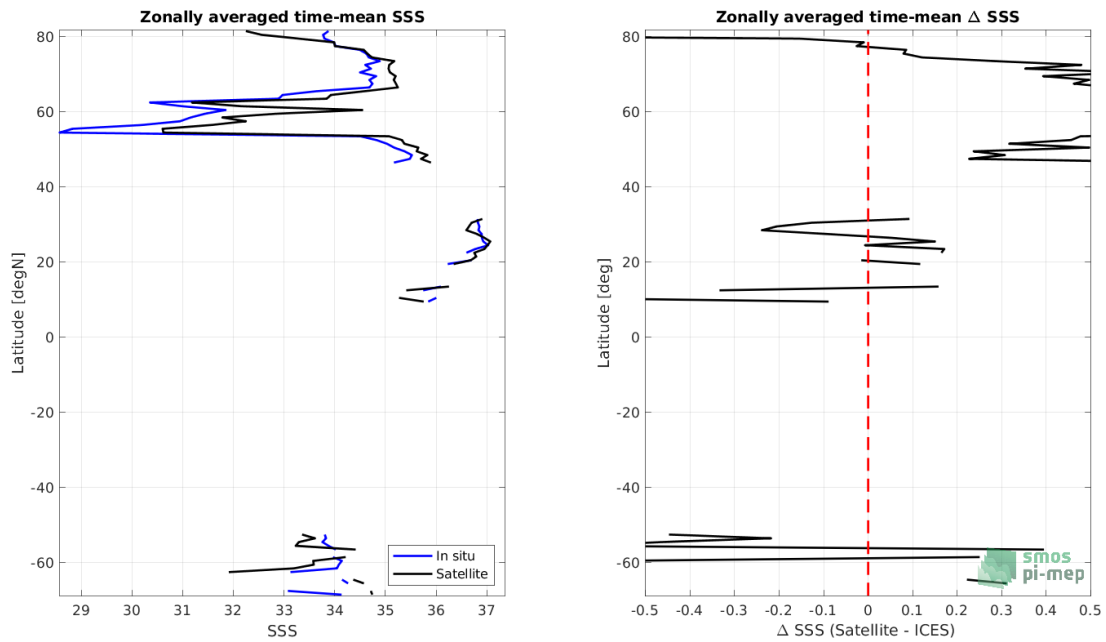 Zonally averaged time-mean SSS
80
60
40
20
0
-20
-40
-60
Latitude [degN]
29 30 31 32 33 34 35 36 37
SSS
In situ
Satellite
Zonally averaged time-mean Δ SSS
80
60
40
20
0
-20
-40
-60
Latitude [deg]
-0.5 -0.4 -0.3 -0.2 -0.1 0 0.1 0.2 0.3 0.4 0.5
Δ SSS (Satellite - ICES)
smos
pi-mep